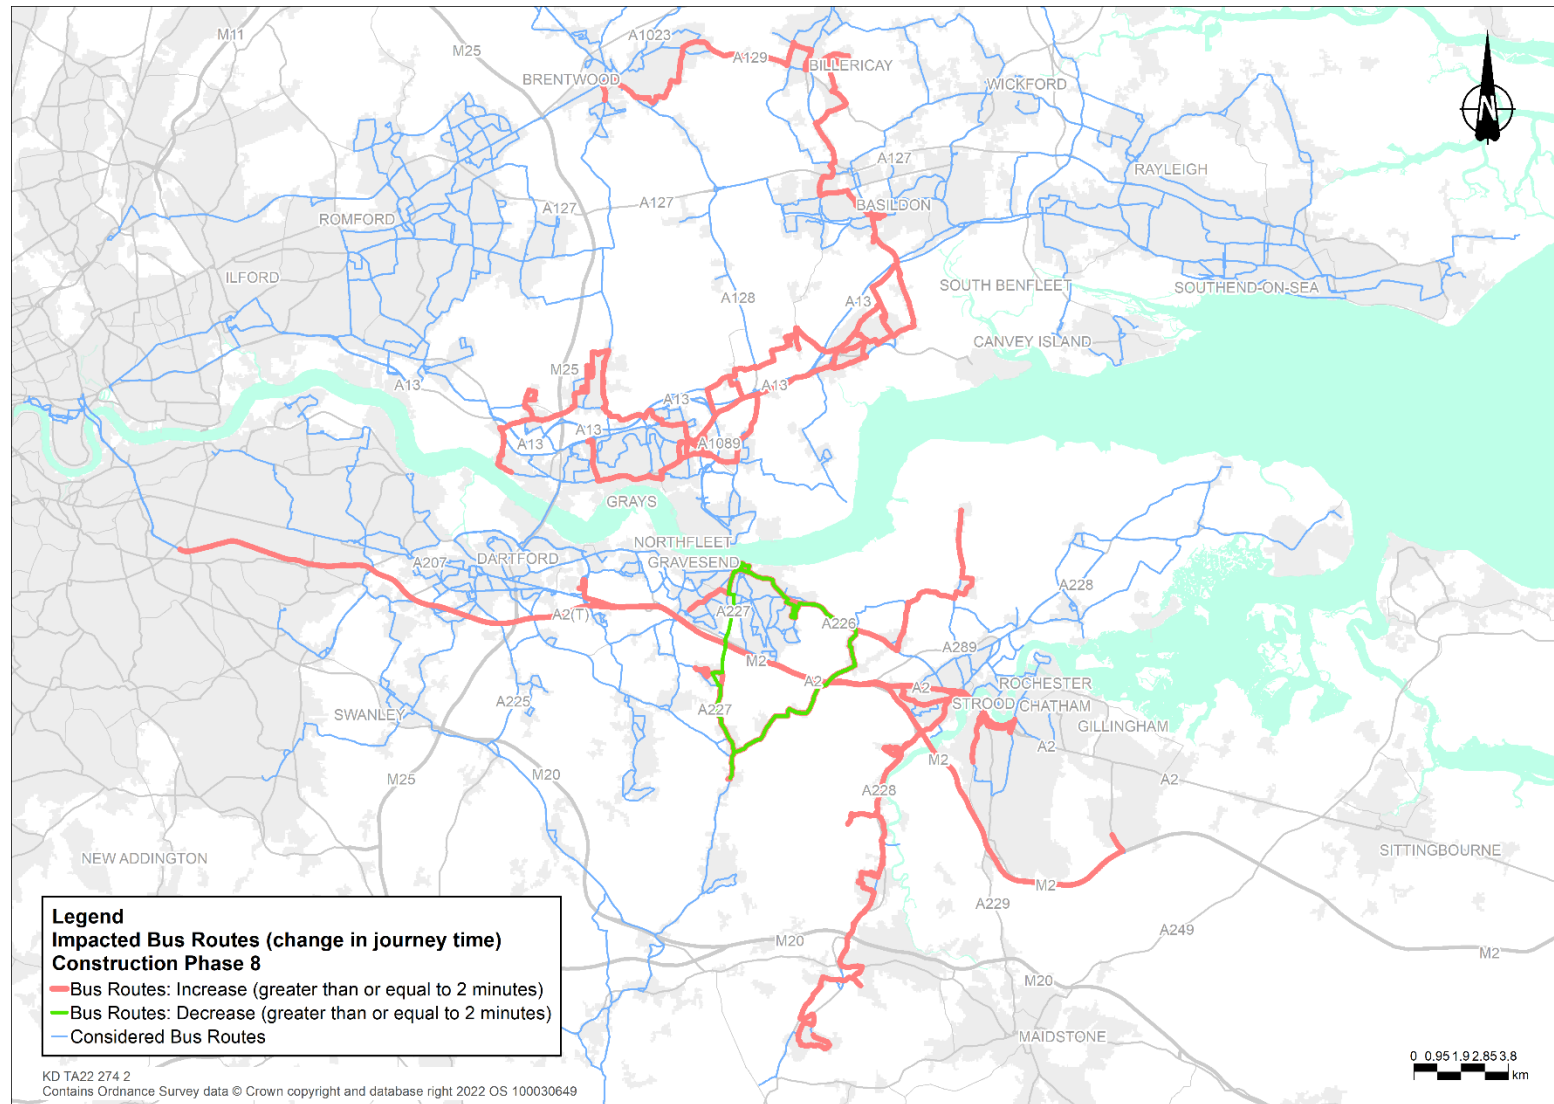 M11
M25
A1023
A129
BRENTWOOD
BILLERICAY
WICKFORD
N
A127
RAYLEIGH
ROMFORD
A127
A127
BASILDON
ILFORD
SOUTH BENFLEET
SOUTHEND-ON-SEA
A128
A13
CANVEY ISLAND
M25
A13
A13
A13
A13
A13
A1089
GRAYS
NORTHFLEET
A207
DARTFORD
GRAVESEND
A228
A2(T)
A227
A226
A289
M2
A2
A2
ROCHESTER
STROOD
CHATHAM
SWANLEY
A225
A227
GILLINGHAM
A2
M25
M20
M2
A2
A228
NEW ADDINGTON
SITTINGBOURNE
M2
A229
A249
M20
M2
M20
MAIDSTONE
Legend
Impacted Bus Routes (change in journey time)
Construction Phase 8
Bus Routes: Increase (greater than or equal to 2 minutes)
Bus Routes: Decrease (greater than or equal to 2 minutes)
Considered Bus Routes
0 0.95 1.9 2.85 3.8
km
KD TA22 274 2
Contains Ordnance Survey data © Crown copyright and database right 2022 OS 100030649